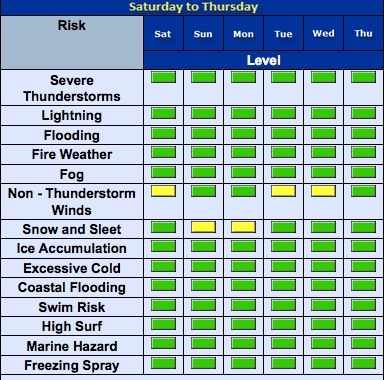 Saturday to Thursday
Risk
Sat Sun Mon Tue Wed Thu
Level
Severe
Thunderstorms
Lightning
Flooding
Fire Weather
Fog
Non - Thunderstorm
Winds
Snow and Sleet
Ice Accumulation
Excessive Cold
Coastal Flooding
Swim Risk
High Surf
Marine Hazard
Freezing Spray